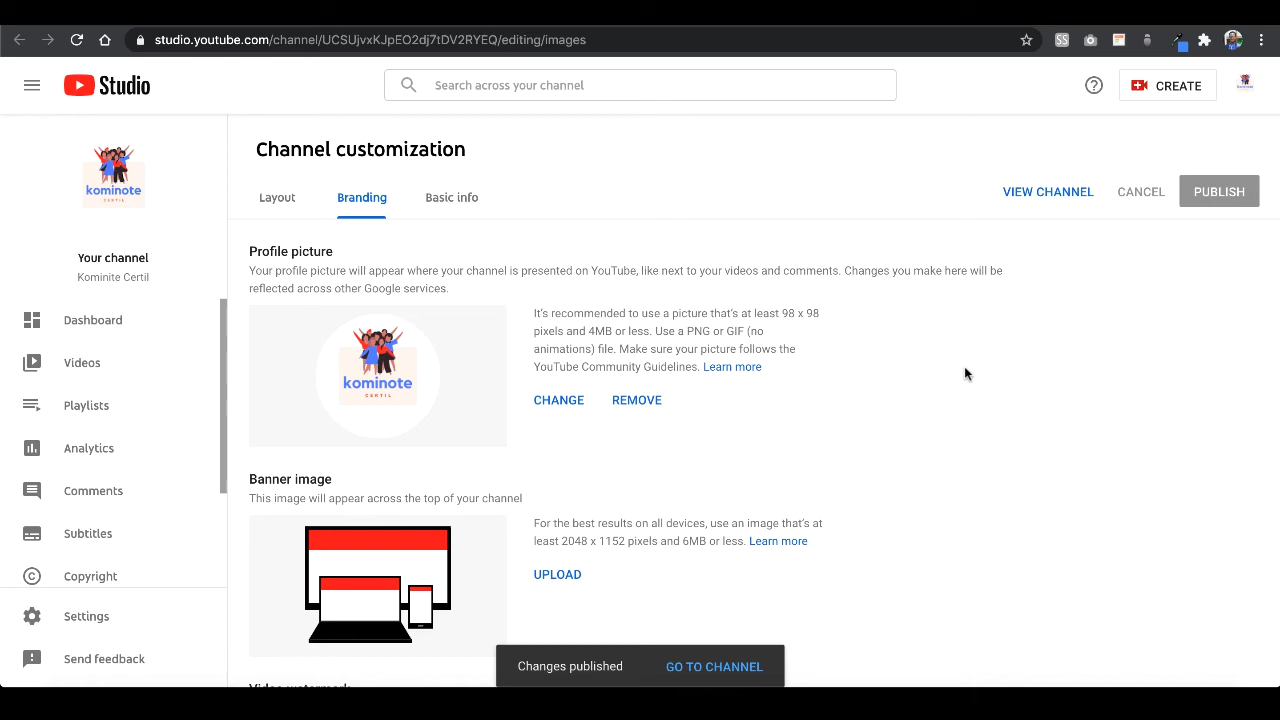 studio.youtube.com/channel/UCSUjvxKJpEO2dj7tDV2RYEQ/editing/images
Studio
Search across your channel
CREATE
kominote
CERTIL
Your channel
Kominite Certil
Dashboard
Videos
Playlists
Analytics
Comments
Subtitles
Copyright
Settings
Send feedback
Channel customization
Layout
Branding
Basic info
VIEW CHANNEL
CANCEL
PUBLISH
Profile picture
Your profile picture will appear where your channel is presented on YouTube, like next to your videos and comments. Changes you make here will be
reflected across other Google services.
kominote
CERTIL
It's recommended to use a picture that's at least 98 x 98
pixels and 4MB or less. Use a PNG or GIF (no
animations) file. Make sure your picture follows the
YouTube Community Guidelines. Learn more
CHANGE
REMOVE
Banner image
This image will appear across the top of your channel
For the best results on all devices, use an image that's at
least 2048 x 1152 pixels and 6MB or less. Learn more
UPLOAD
Changes published
GO TO CHANNEL
Video watermark